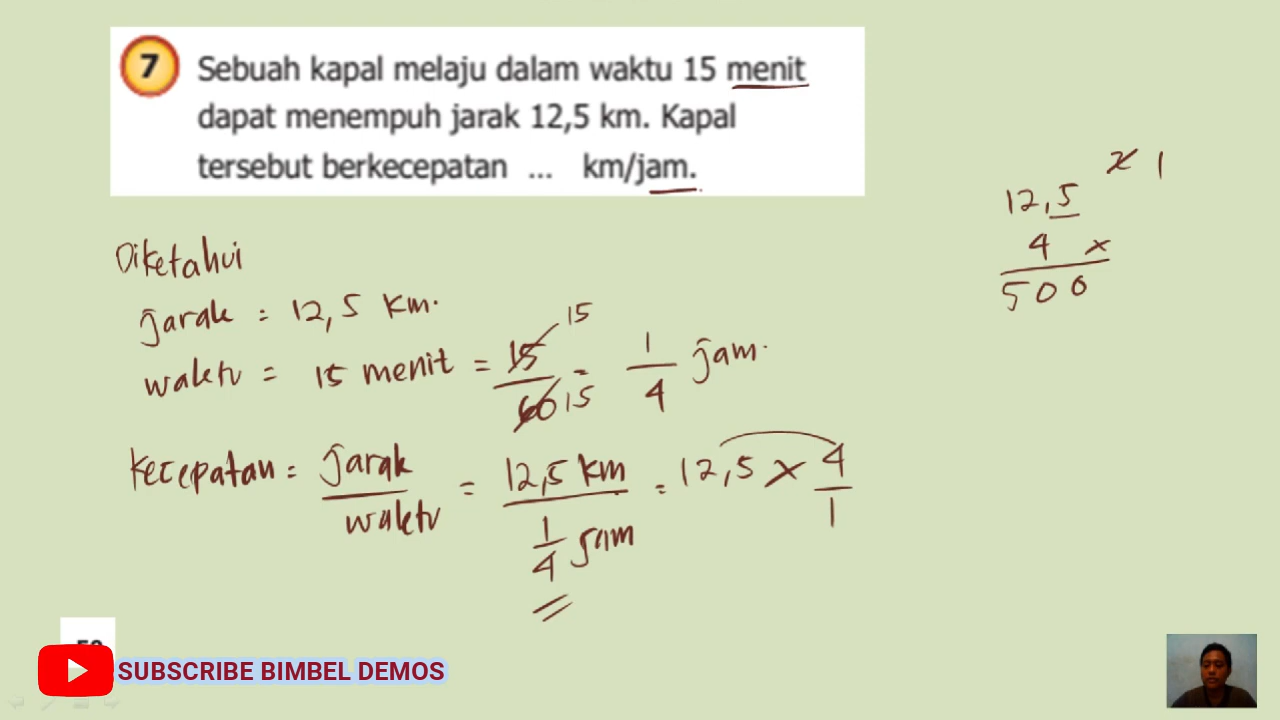 7 Sebuah kapal melaju dalam waktu 15 menit
dapat menempuh jarak 12,5 km. Kapal
tersebut berkecepatan ... km/jam.
x 1
12,5
4 x
500
Diketahui
Jarak = 12,5 km.
waktu = 15 menit = 15/60 15 15 = 1/4 jam.
Kecepatan = Jarak/waktu = 12,5 km / 1/4 jam = 12,5 x 4/1
SUBSCRIBE BIMBEL DEMOS